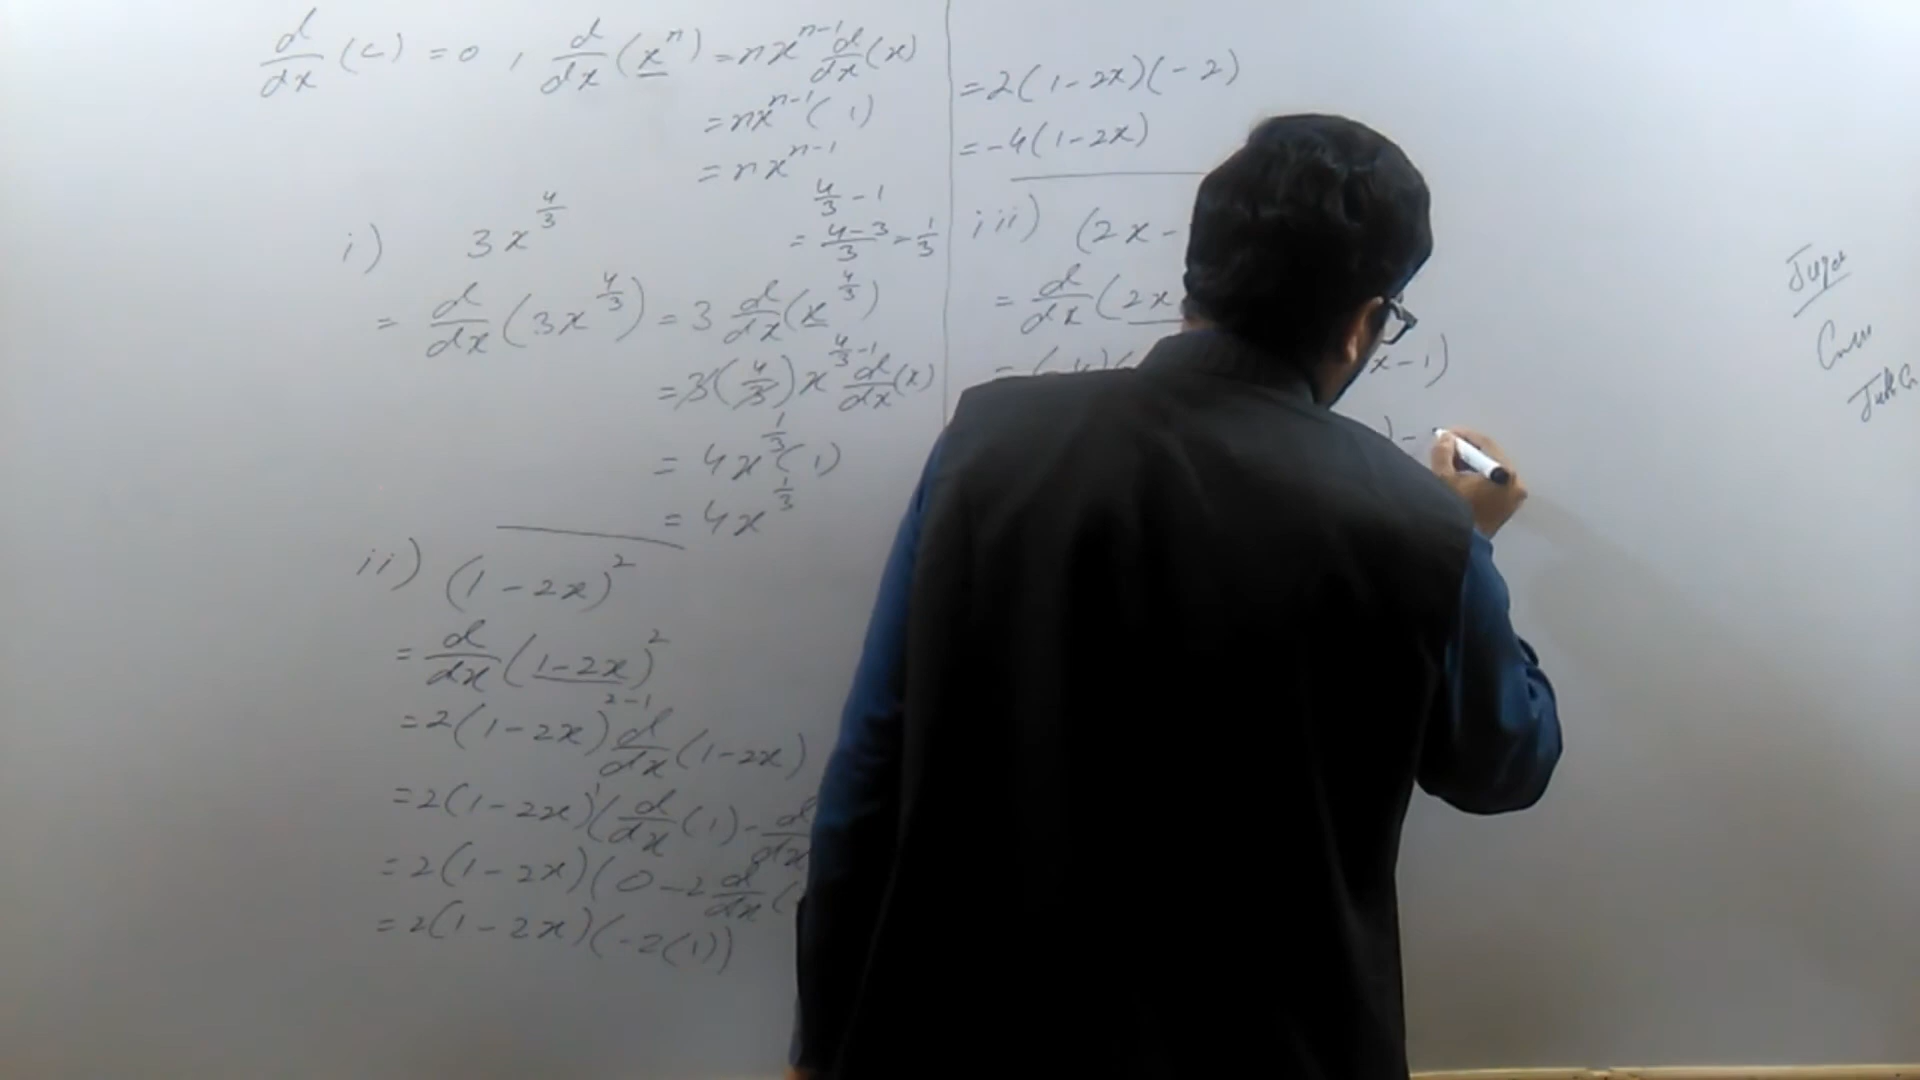 d/dx (c) = 0 , d/dx (x^n) = nx^(n-1) d/dx (x)
= nx^(n-1) (1)
= nx^(n-1)
i) 3x^(4/3)
4/3 - 1
= (4-3)/3 = 1/3
= d/dx (3x^(4/3)) = 3 d/dx (x^(4/3))
= 3(4/3) x^(4/3-1) d/dx (x)
= 4x^(1/3) (1)
= 4x^(1/3)
ii) (1-2x)^2
= d/dx (1-2x)^2
= 2(1-2x)^(2-1) d/dx (1-2x)
= 2(1-2x)^1 (d/dx (1) - d/dx
= 2(1-2x)(0-2 d/dx (
= 2(1-2x)(-2(1))
= 2(1-2x)(-2)
= -4(1-2x)
iii) (2x-
= d/dx (2x
= (-4)( x-1)
) -